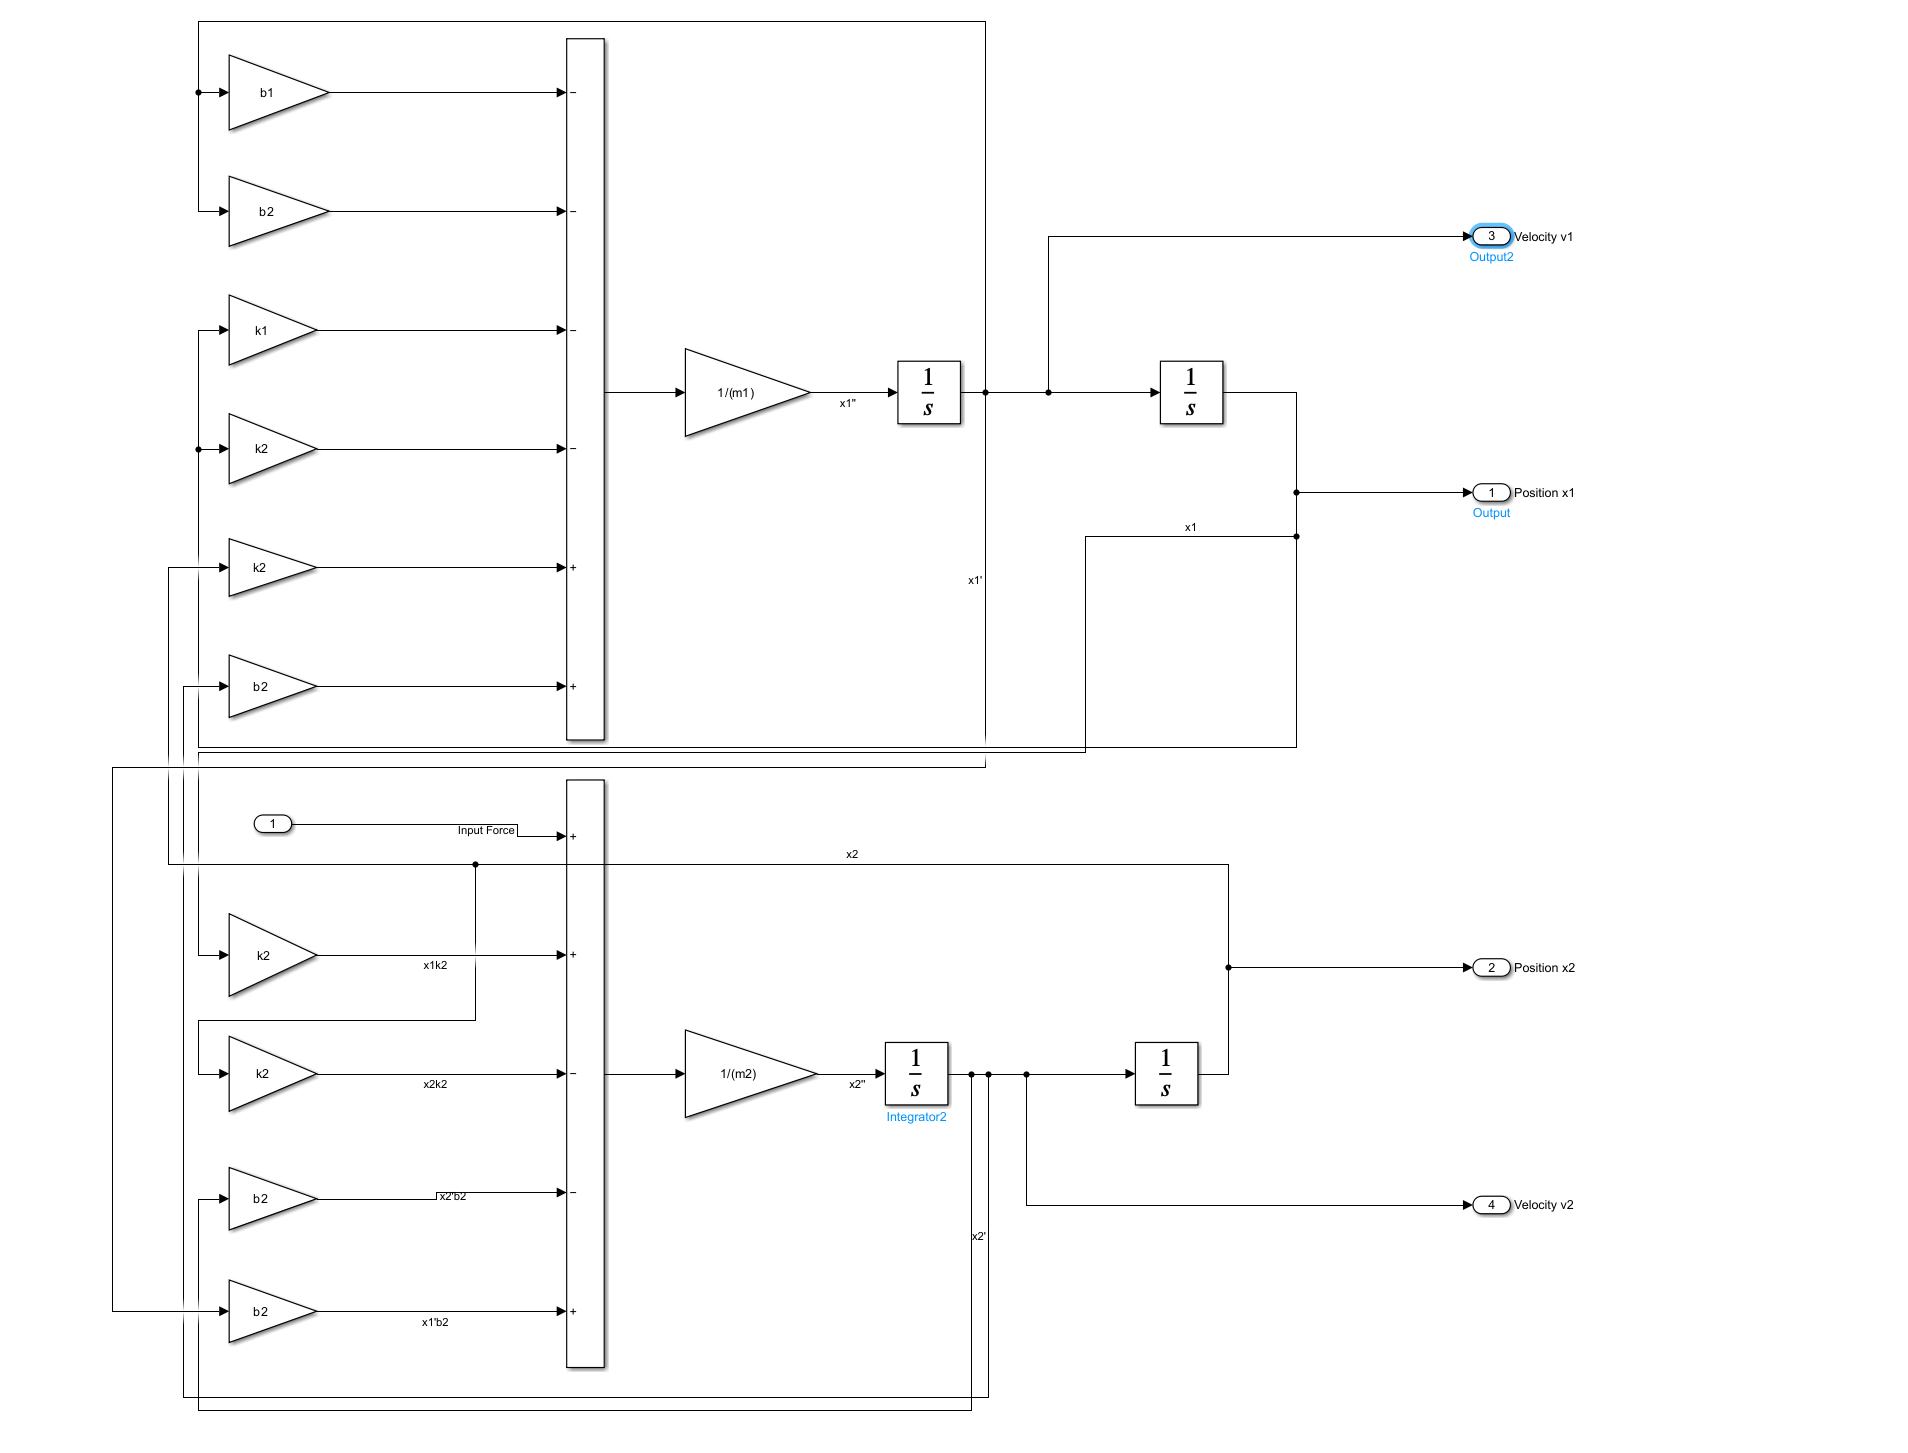 b1
−
b2
−
3
Velocity v1
Output2
k1
−
1/(m1)
x1''
1
s
1
s
k2
−
1
Position x1
Output
x1
k2
+
x1'
b2
+
1
Input Force
+
x2
k2
x1k2
+
2
Position x2
k2
x2k2
−
1/(m2)
x2''
1
s
Integrator2
1
s
b2
x2'b2
−
4
Velocity v2
x2'
b2
x1'b2
+